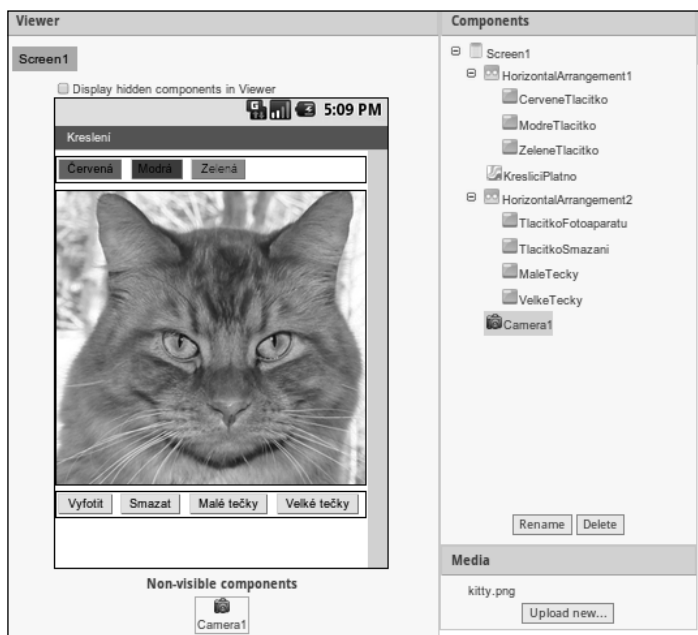 Viewer
Screen1
Display hidden components in Viewer
5:09 PM
Kreslení
Červená Modrá Zelená
Vyfotit Smazat Malé tečky Velké tečky
Non-visible components
Camera1
Components
Screen1
HorizontalArrangement1
CerveneTlacitko
ModreTlacitko
ZeleneTlacitko
KresliciPlatno
HorizontalArrangement2
TlacitkoFotoaparatu
TlacitkoSmazani
MaleTecky
VelkeTecky
Camera1
Rename Delete
Media
kitty.png
Upload new...